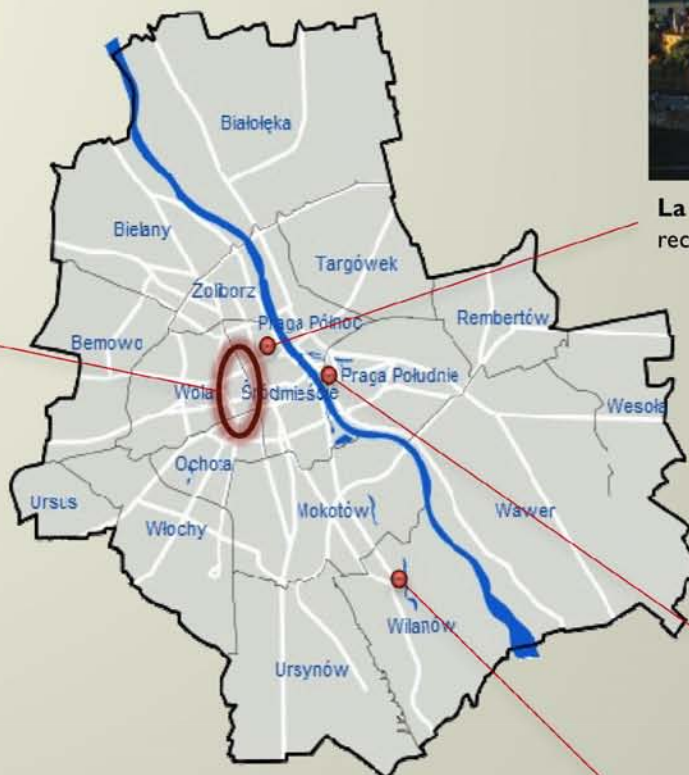 Białołęka
Bielany
La
rec
Targówek
Żoliborz
Rembertów
Praga Północ
Bemowo
Praga Południe
Wola
Śródmieście
Wesoła
Ochota
Ursus
Mokotów
Wawer
Włochy
Wilanów
Ursynów